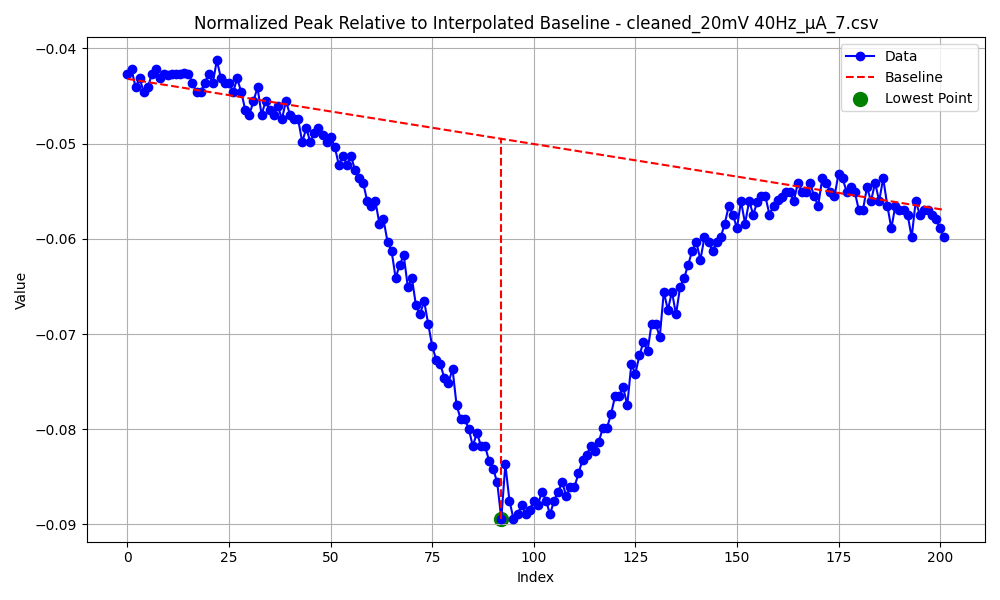 Normalized Peak Relative to Interpolated Baseline - cleaned_20mV 40Hz_μA_7.csv
Data
Baseline
Lowest Point
−0.04
−0.05
−0.06
−0.07
−0.08
−0.09
Value
0
25
50
75
100
125
150
175
200
Index